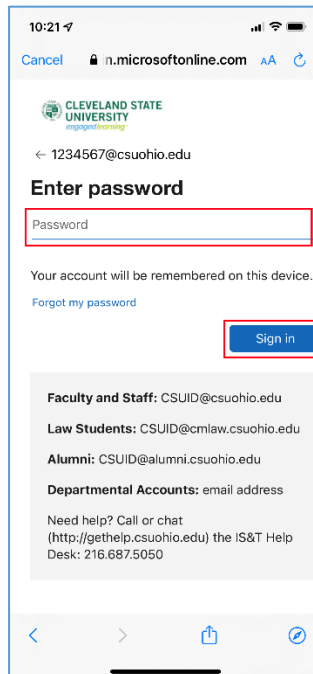 10:21
Cancel n.microsoftonline.com AA
CLEVELAND STATE
UNIVERSITY
engagedlearning
← 1234567@csuohio.edu
Enter password
Password
Your account will be remembered on this device.
Forgot my password
Sign in
Faculty and Staff: CSUID@csuohio.edu
Law Students: CSUID@cmlaw.csuohio.edu
Alumni: CSUID@alumni.csuohio.edu
Departmental Accounts: email address
Need help? Call or chat
(http://gethelp.csuohio.edu) the IS&T Help
Desk: 216.687.5050